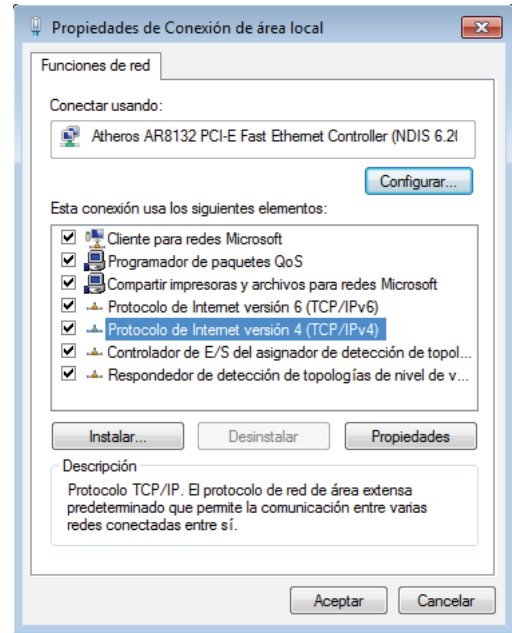 Propiedades de Conexión de área local
Funciones de red
Conectar usando:
Atheros AR8132 PCI-E Fast Ethernet Controller (NDIS 6.2(
Configurar...
Esta conexión usa los siguientes elementos:
Cliente para redes Microsoft
Programador de paquetes QoS
Compartir impresoras y archivos para redes Microsoft
Protocolo de Internet versión 6 (TCP/IPv6)
Protocolo de Internet versión 4 (TCP/IPv4)
Controlador de E/S del asignador de detección de topol...
Respondedor de detección de topologías de nivel de v...
Instalar... Desinstalar Propiedades
Descripción
Protocolo TCP/IP. El protocolo de red de área extensa
predeterminado que permite la comunicación entre varias
redes conectadas entre sí.
Aceptar Cancelar